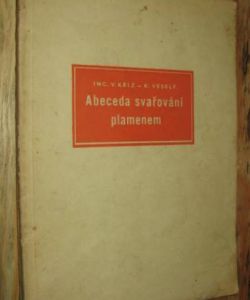 ING. V. KŘÍŽ – K. VESELÝ
Abeceda svařování
plamenem